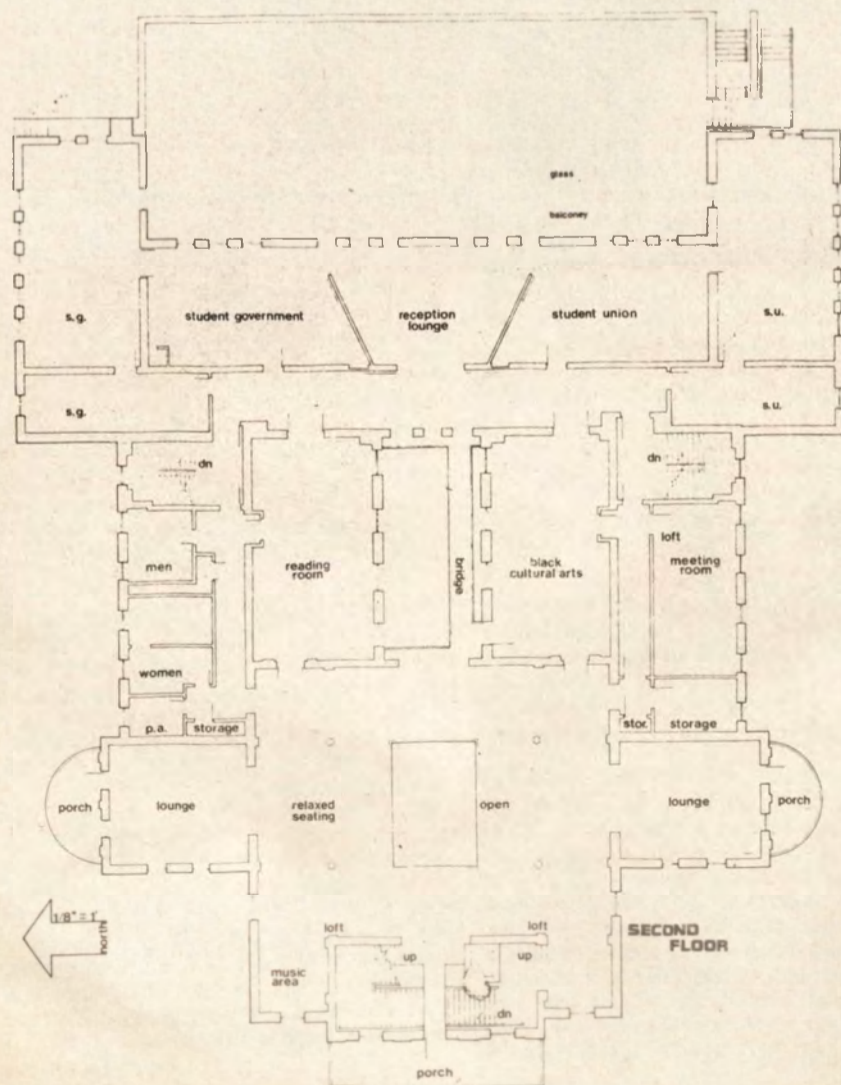 glass
balconey
s.g.
student government
reception
lounge
student union
s.u.
s.g.
s.u.
dn
dn
men
reading
room
bridge
black
cultural arts
loft
meeting
room
women
p.a.
storage
stor.
storage
porch
lounge
relaxed
seating
open
lounge
porch
1/8" = 1'
north
loft
loft
SECOND
FLOOR
up
up
music
area
dn
porch